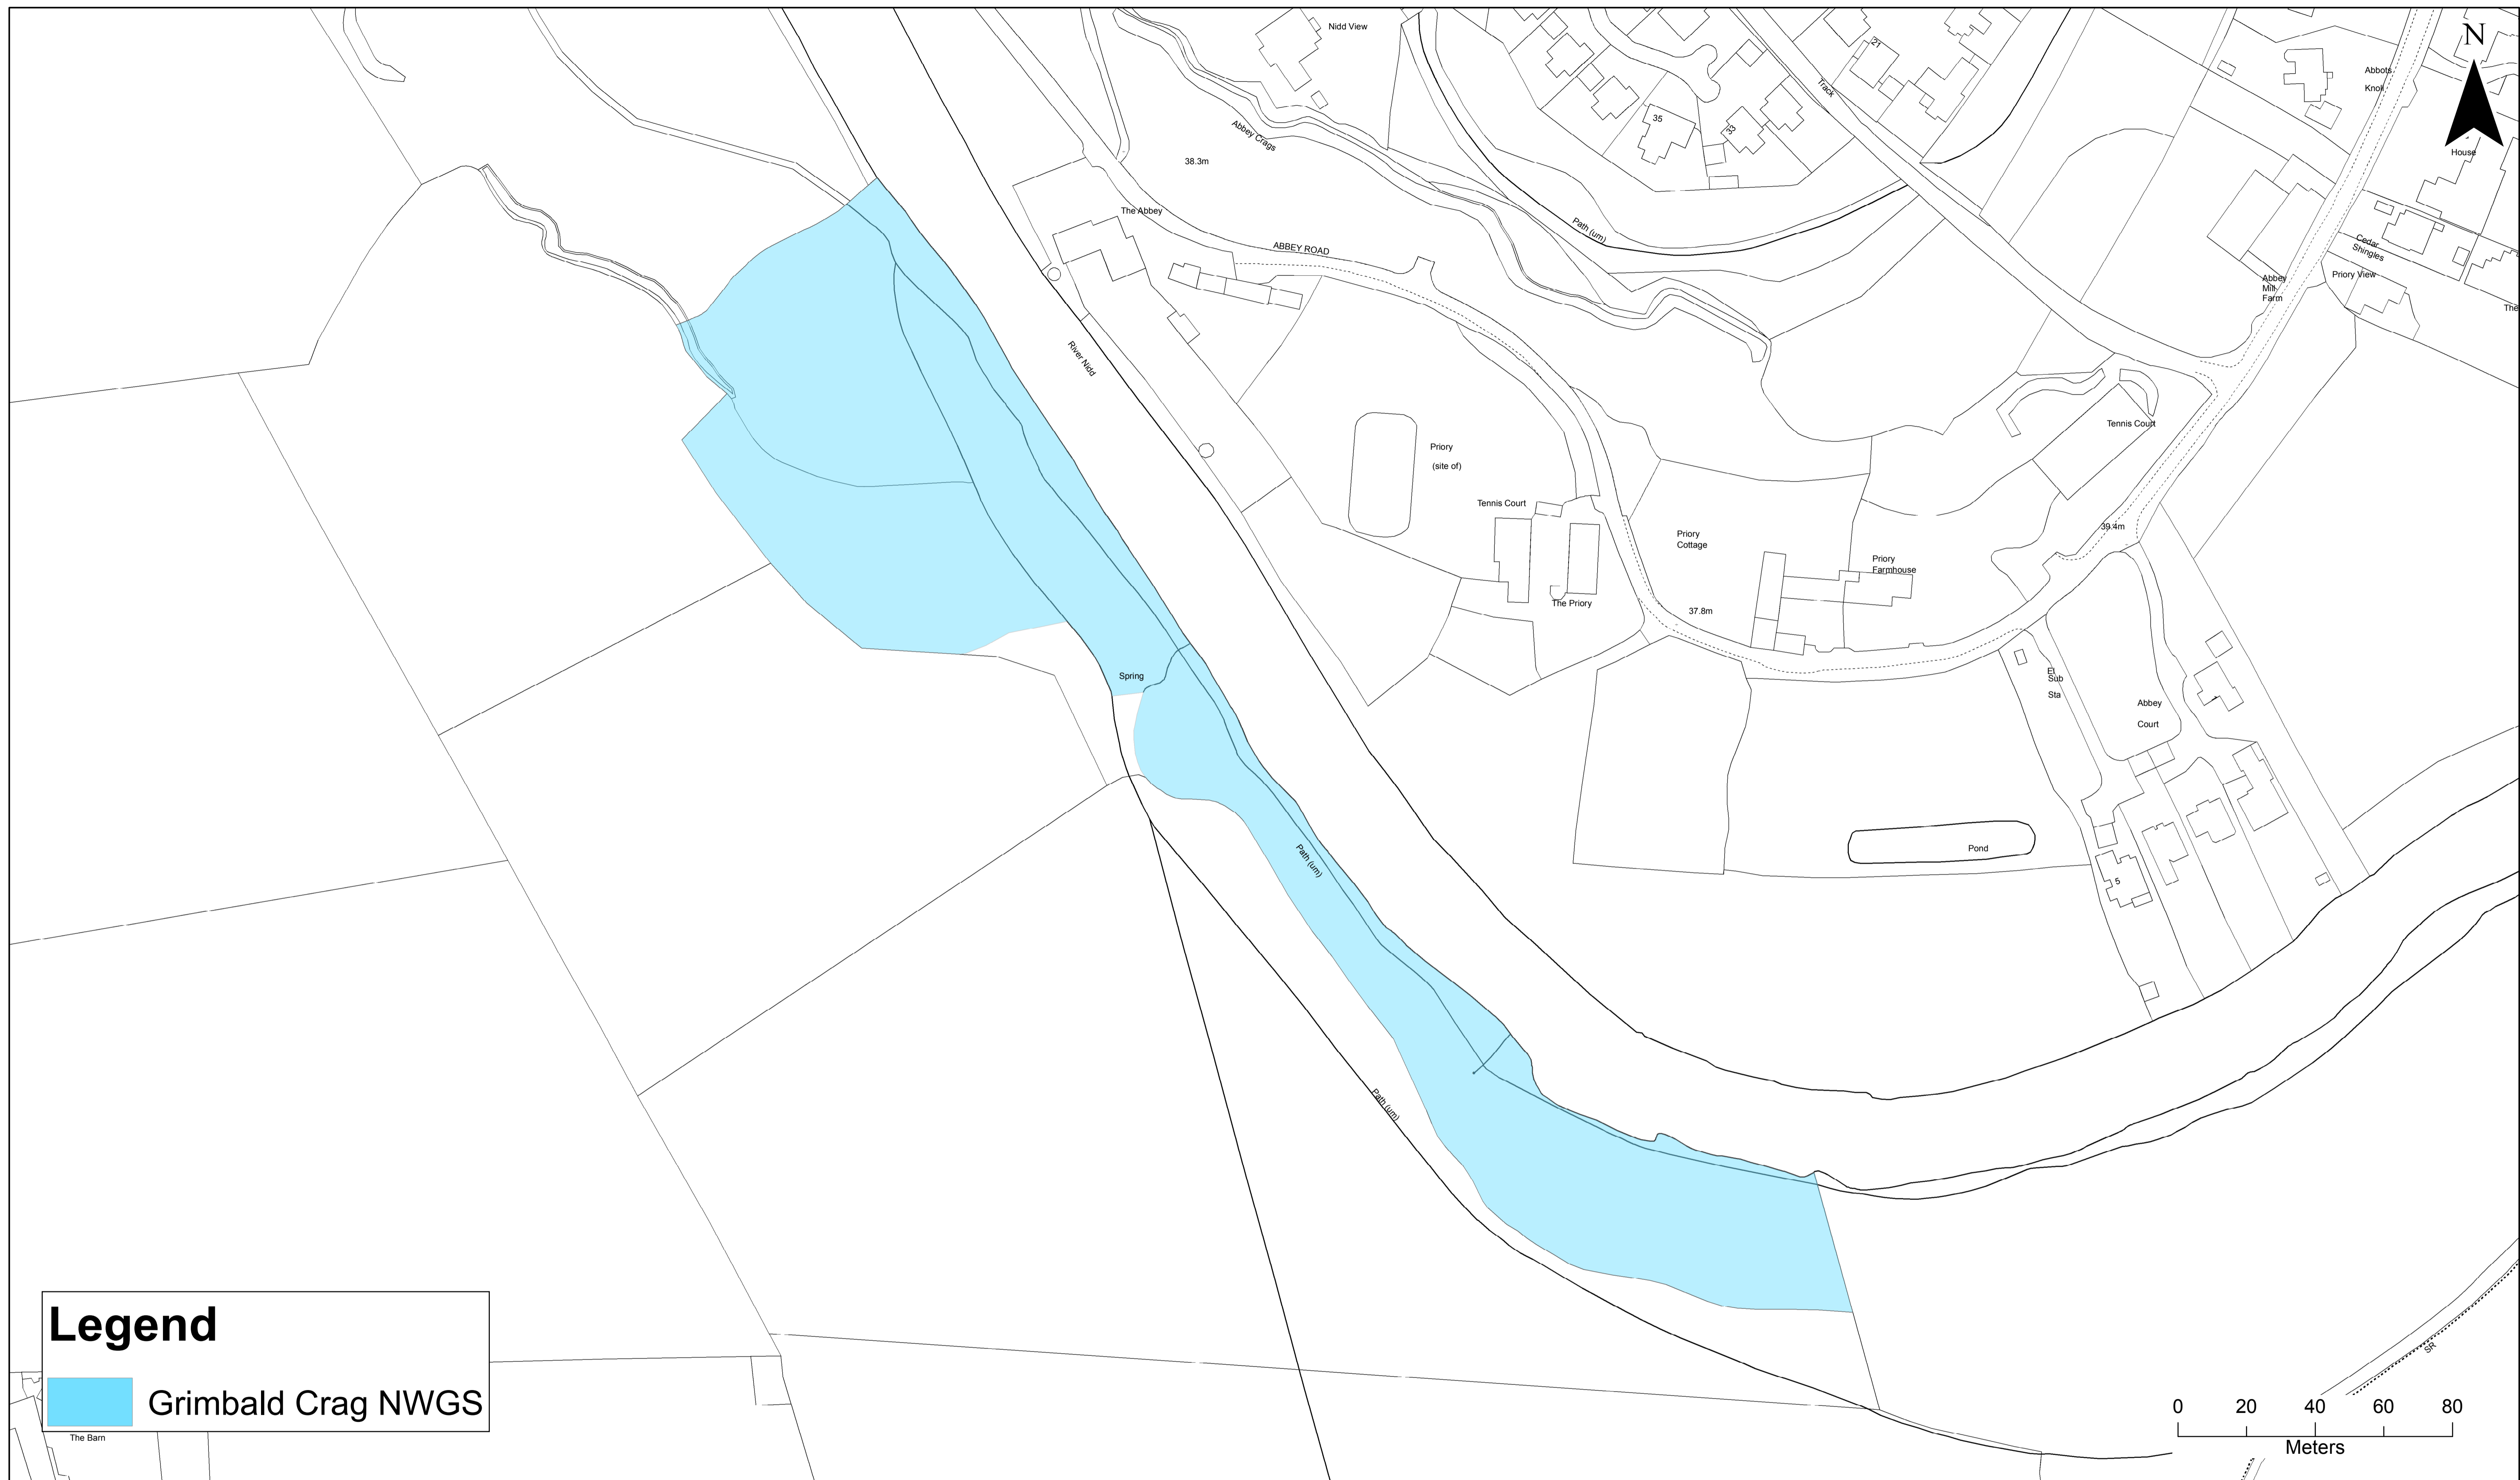 Nidd View
N
21
Abbots
Knoll
Track
35
33
Abbey Crags
House
38.3m
The Abbey
Path (um)
ABBEY ROAD
Cedar
Shingles
Priory View
Abbey
Mill
Farm
The
River Nidd
Tennis Court
Priory
(site of)
Tennis Court
39.4m
Priory
Cottage
Priory
Farmhouse
The Priory
37.8m
Spring
El
Sub
Sta
Abbey
Court
Pond
Path (um)
5
Path (um)
Legend
Grimbald Crag NWGS
SR
0 20 40 60 80
Meters
The Barn